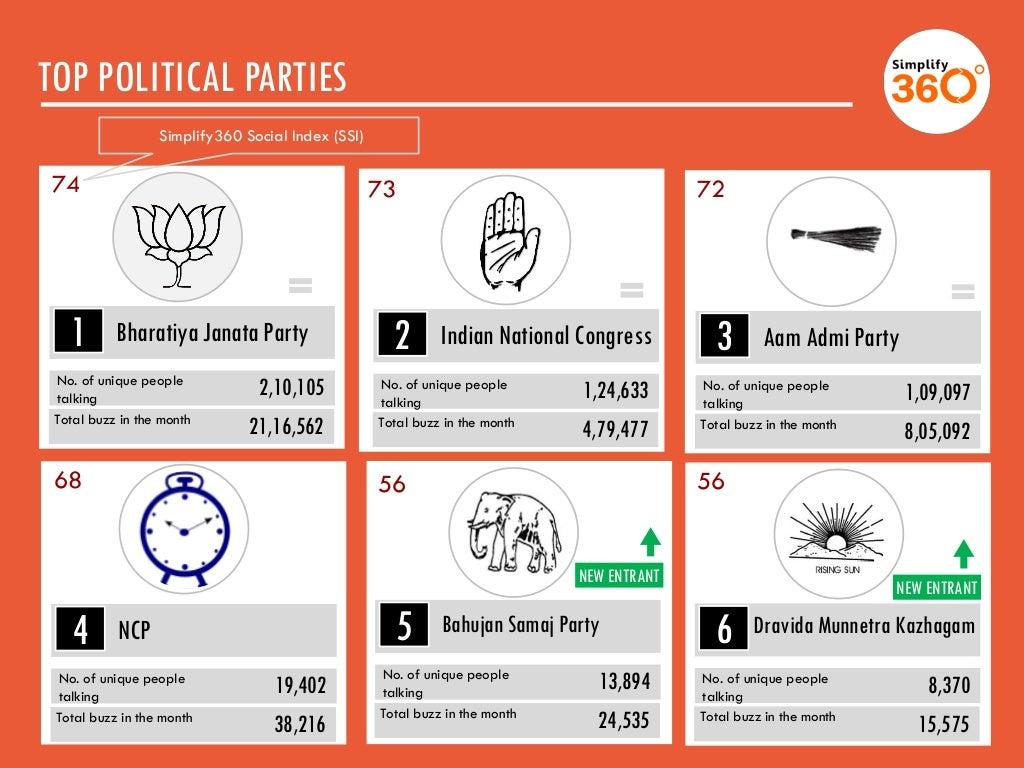 TOP POLITICAL PARTIES
Simplify
360°
Simplify360 Social Index (SSI)
74
=
1 Bharatiya Janata Party
No. of unique people
talking
2,10,105
Total buzz in the month
21,16,562
73
=
2 Indian National Congress
No. of unique people
talking
1,24,633
Total buzz in the month
4,79,477
72
=
3 Aam Admi Party
No. of unique people
talking
1,09,097
Total buzz in the month
8,05,092
68
4 NCP
No. of unique people
talking
19,402
Total buzz in the month
38,216
56
NEW ENTRANT
5 Bahujan Samaj Party
No. of unique people
talking
13,894
Total buzz in the month
24,535
56
RISING SUN
NEW ENTRANT
6 Dravida Munnetra Kazhagam
No. of unique people
talking
8,370
Total buzz in the month
15,575